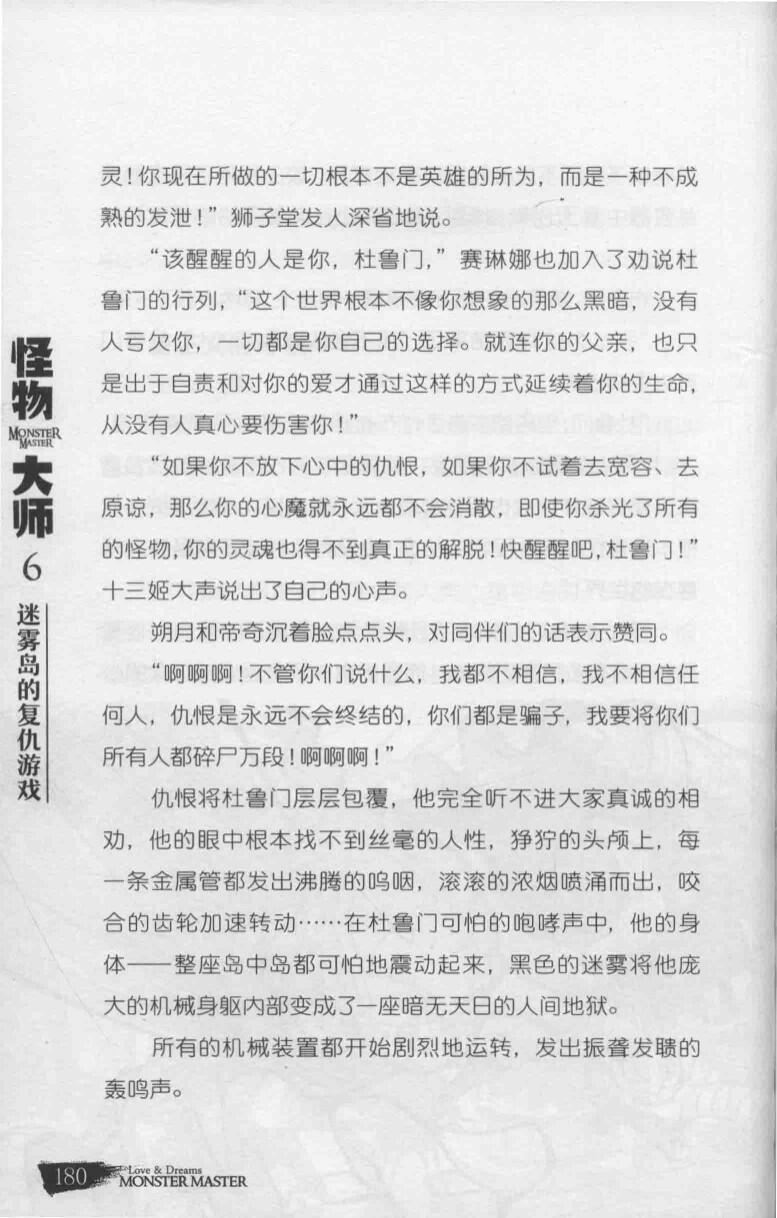 灵！你现在所做的一切根本不是英雄的所为，而是一种不成
熟的发泄！”狮子堂发人深省地说。
“该醒醒的人是你，杜鲁门，”赛琳娜也加入了劝说杜
鲁门的行列，“这个世界根本不像你想象的那么黑暗，没有
人亏欠你，一切都是你自己的选择。就连你的父亲，也只
是出于自责和对你的爱才通过这样的方式延续着你的生命，
从没有人真心要伤害你！”
“如果你不放下心中的仇恨，如果你不试着去宽容、去
原谅，那么你的心魔就永远都不会消散，即使你杀光了所有
的怪物，你的灵魂也得不到真正的解脱！快醒醒吧，杜鲁门！”
十三姬大声说出了自己的心声。
朔月和帝奇沉着脸点点头，对同伴们的话表示赞同。
“啊啊啊！不管你们说什么，我都不相信，我不相信任
何人，仇恨是永远不会终结的，你们都是骗子，我要将你们
所有人都碎尸万段！啊啊啊！”
仇恨将杜鲁门层层包覆，他完全听不进大家真诚的相
劝，他的眼中根本找不到丝毫的人性，狰狞的头颅上，每
一条金属管都发出沸腾的呜咽，滚滚的浓烟喷涌而出，咬
合的齿轮加速转动……在杜鲁门可怕的咆哮声中，他的身
体——整座岛中岛都可怕地震动起来，黑色的迷雾将他庞
大的机械身躯内部变成了一座暗无天日的人间地狱。
所有的机械装置都开始剧烈地运转，发出振聋发聩的
轰鸣声。
怪物
MONSTER
MASTER
大师
6
迷雾岛的复仇游戏
180
Love & Dreams
MONSTER MASTER